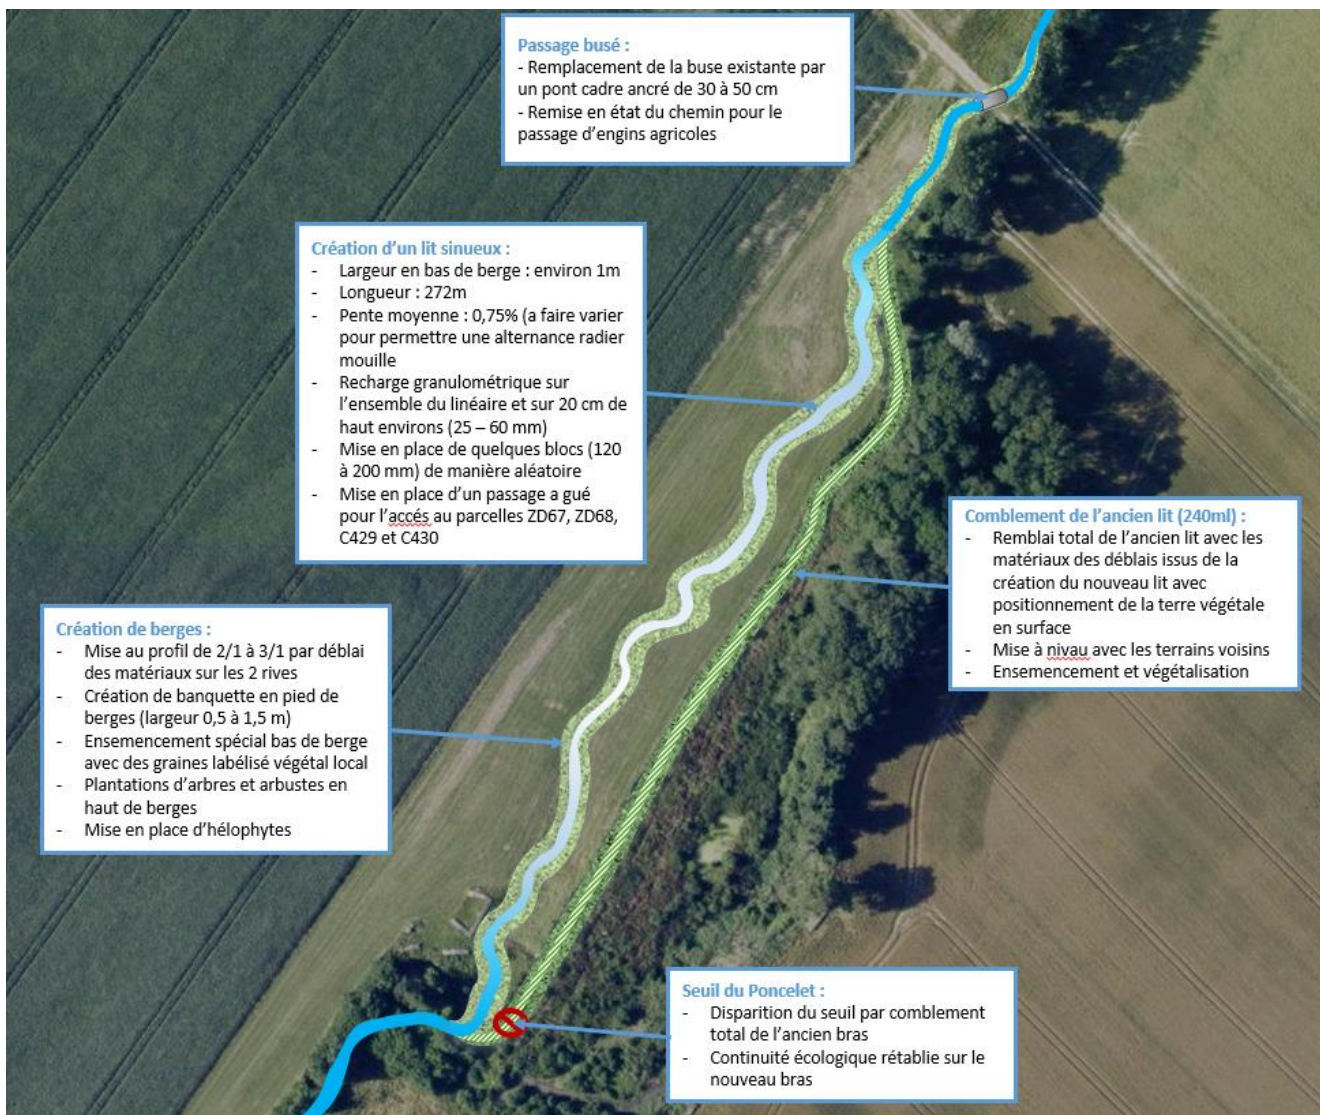 Passage busé :
- Remplacement de la buse existante par
un pont cadre ancré de 30 à 50 cm
- Remise en état du chemin pour le
passage d'engins agricoles
Création d'un lit sinueux :
- Largeur en bas de berge : environ 1m
- Longueur : 272m
- Pente moyenne : 0,75% (a faire varier
pour permettre une alternance radier
mouille
- Recharge granulométrique sur
l'ensemble du linéaire et sur 20 cm de
haut environs (25 – 60 mm)
- Mise en place de quelques blocs (120
à 200 mm) de manière aléatoire
- Mise en place d'un passage a gué
pour l'accés au parcelles ZD67, ZD68,
C429 et C430
Comblement de l'ancien lit (240ml) :
- Remblai total de l'ancien lit avec les
matériaux des déblais issus de la
création du nouveau lit avec
positionnement de la terre végétale
en surface
- Mise à nivau avec les terrains voisins
- Ensemencement et végétalisation
Création de berges :
- Mise au profil de 2/1 à 3/1 par déblai
des matériaux sur les 2 rives
- Création de banquette en pied de
berges (largeur 0,5 à 1,5 m)
- Ensemencement spécial bas de berge
avec des graines labélisé végétal local
- Plantations d'arbres et arbustes en
haut de berges
- Mise en place d'hélophytes
Seuil du Poncelet :
- Disparition du seuil par comblement
total de l'ancien bras
- Continuité écologique rétablie sur le
nouveau bras